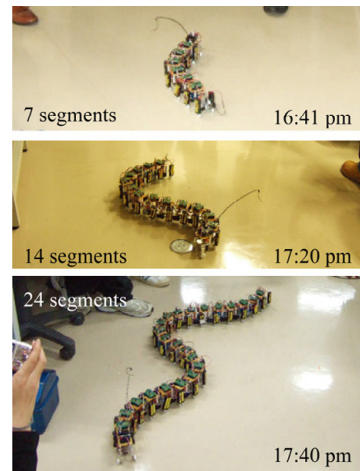 7 segments
16:41 pm
14 segments
17:20 pm
24 segments
17:40 pm